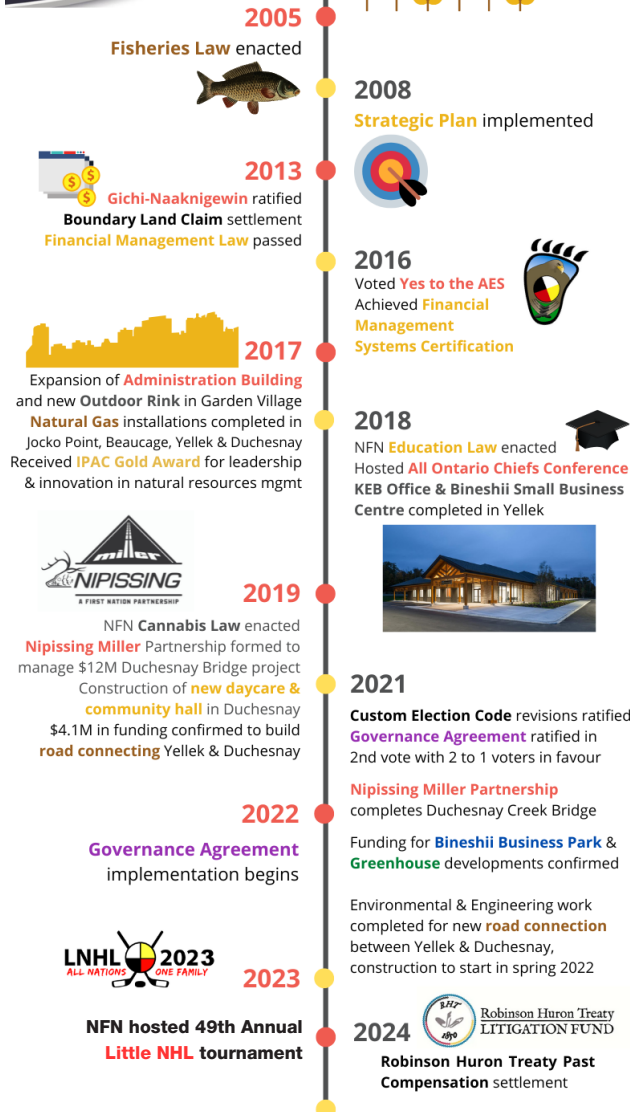 2005
Fisheries Law enacted
2008
Strategic Plan implemented
2013
$
$
$
Gichi-Naaknigewin ratified
Boundary Land Claim settlement
Financial Management Law passed
2016
Voted Yes to the AES
Achieved Financial
Management
Systems Certification
2017
Expansion of Administration Building
and new Outdoor Rink in Garden Village
Natural Gas installations completed in
Jocko Point, Beaucage, Yellek & Duchesnay
Received IPAC Gold Award for leadership
& innovation in natural resources mgmt
2018
NFN Education Law enacted
Hosted All Ontario Chiefs Conference
KEB Office & Bineshii Small Business
Centre completed in Yellek
miller
NIPISSING
A FIRST NATION PARTNERSHIP
2019
NFN Cannabis Law enacted
Nipissing Miller Partnership formed to
manage $12M Duchesnay Bridge project
Construction of new daycare &
community hall in Duchesnay
$4.1M in funding confirmed to build
road connecting Yellek & Duchesnay
2021
Custom Election Code revisions ratified
Governance Agreement ratified in
2nd vote with 2 to 1 voters in favour
Nipissing Miller Partnership
completes Duchesnay Creek Bridge
Funding for Bineshii Business Park &
Greenhouse developments confirmed
Environmental & Engineering work
completed for new road connection
between Yellek & Duchesnay,
construction to start in spring 2022
2022
Governance Agreement
implementation begins
LNHL 2023
ALL NATIONS ONE FAMILY
2023
NFN hosted 49th Annual
Little NHL tournament
2024
RHT
1850
Robinson Huron Treaty
LITIGATION FUND
Robinson Huron Treaty Past
Compensation settlement